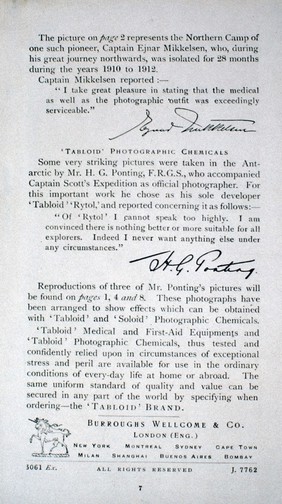 The picture on page 2 represents the Northern Camp of
one such pioneer, Captain Ejnar Mikkelsen, who, during
his great journey northwards, was isolated for 28 months
during the years 1910 to 1912.
Captain Mikkelsen reported :—
“ I take great pleasure in stating that the medical
as well as the photographic outfit was exceedingly
serviceable.”
Ejnar Mikkelsen
‘TABLOID’ PHOTOGRAPHIC CHEMICALS
Some very striking pictures were taken in the Ant-
arctic by Mr. H. G. Ponting, F.R.G.S., who accompanied
Captain Scott's Expedition as official photographer. For
this important work he chose as his sole developer
‘Tabloid’ ‘Rytol,’ and reported concerning it as follows:—
“Of ‘Rytol’ I cannot speak too highly. I am
convinced there is nothing better or more suitable for all
explorers. Indeed I never want anything else under
any circumstances.”
H. G. Ponting.
Reproductions of three of Mr. Ponting's pictures will
be found on pages 1, 4 and 8. These photographs have
been arranged to show effects which can be obtained
with ‘Tabloid’ and ‘Soloid’ Photographic Chemicals.
‘Tabloid’ Medical and First-Aid Equipments and
‘Tabloid’ Photographic Chemicals, thus tested and
confidently relied upon in circumstances of exceptional
stress and peril are available for use in the ordinary
conditions of every-day life at home or abroad. The
same uniform standard of quality and value can be
secured in any part of the world by specifying when
ordering—the ‘TABLOID’ BRAND.
BURROUGHS WELLCOME & CO.
LONDON (ENG.)
NEW YORK MONTREAL SYDNEY CAPE TOWN
MILAN SHANGHAI BUENOS AIRES BOMBAY
5061 Ex. ALL RIGHTS RESERVED J. 7762
7